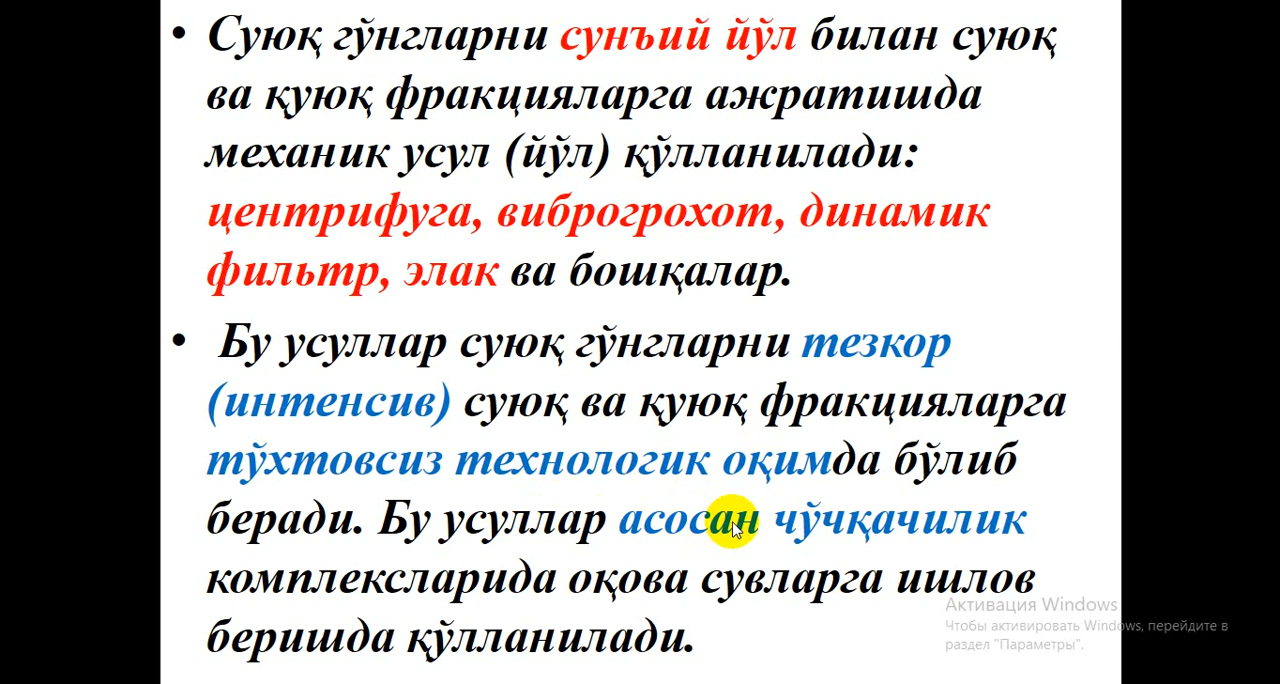 • Суюқ гўнгларни сунъий йўл билан суюқ
ва қуюқ фракцияларга ажратишда
механик усул (йўл) қўлланилади:
центрифуга, виброгрохот, динамик
фильтр, элак ва бошқалар.
• Бу усуллар суюқ гўнгларни тезкор
(интенсив) суюқ ва қуюқ фракцияларга
тўхтовсиз технологик оқимда бўлиб
беради. Бу усуллар асосан чўчқачилик
комплексларида оқова сувларга ишлов
беришда қўлланилади.
Активация Windows
Чтобы активировать Windows, перейдите в
раздел "Параметры".